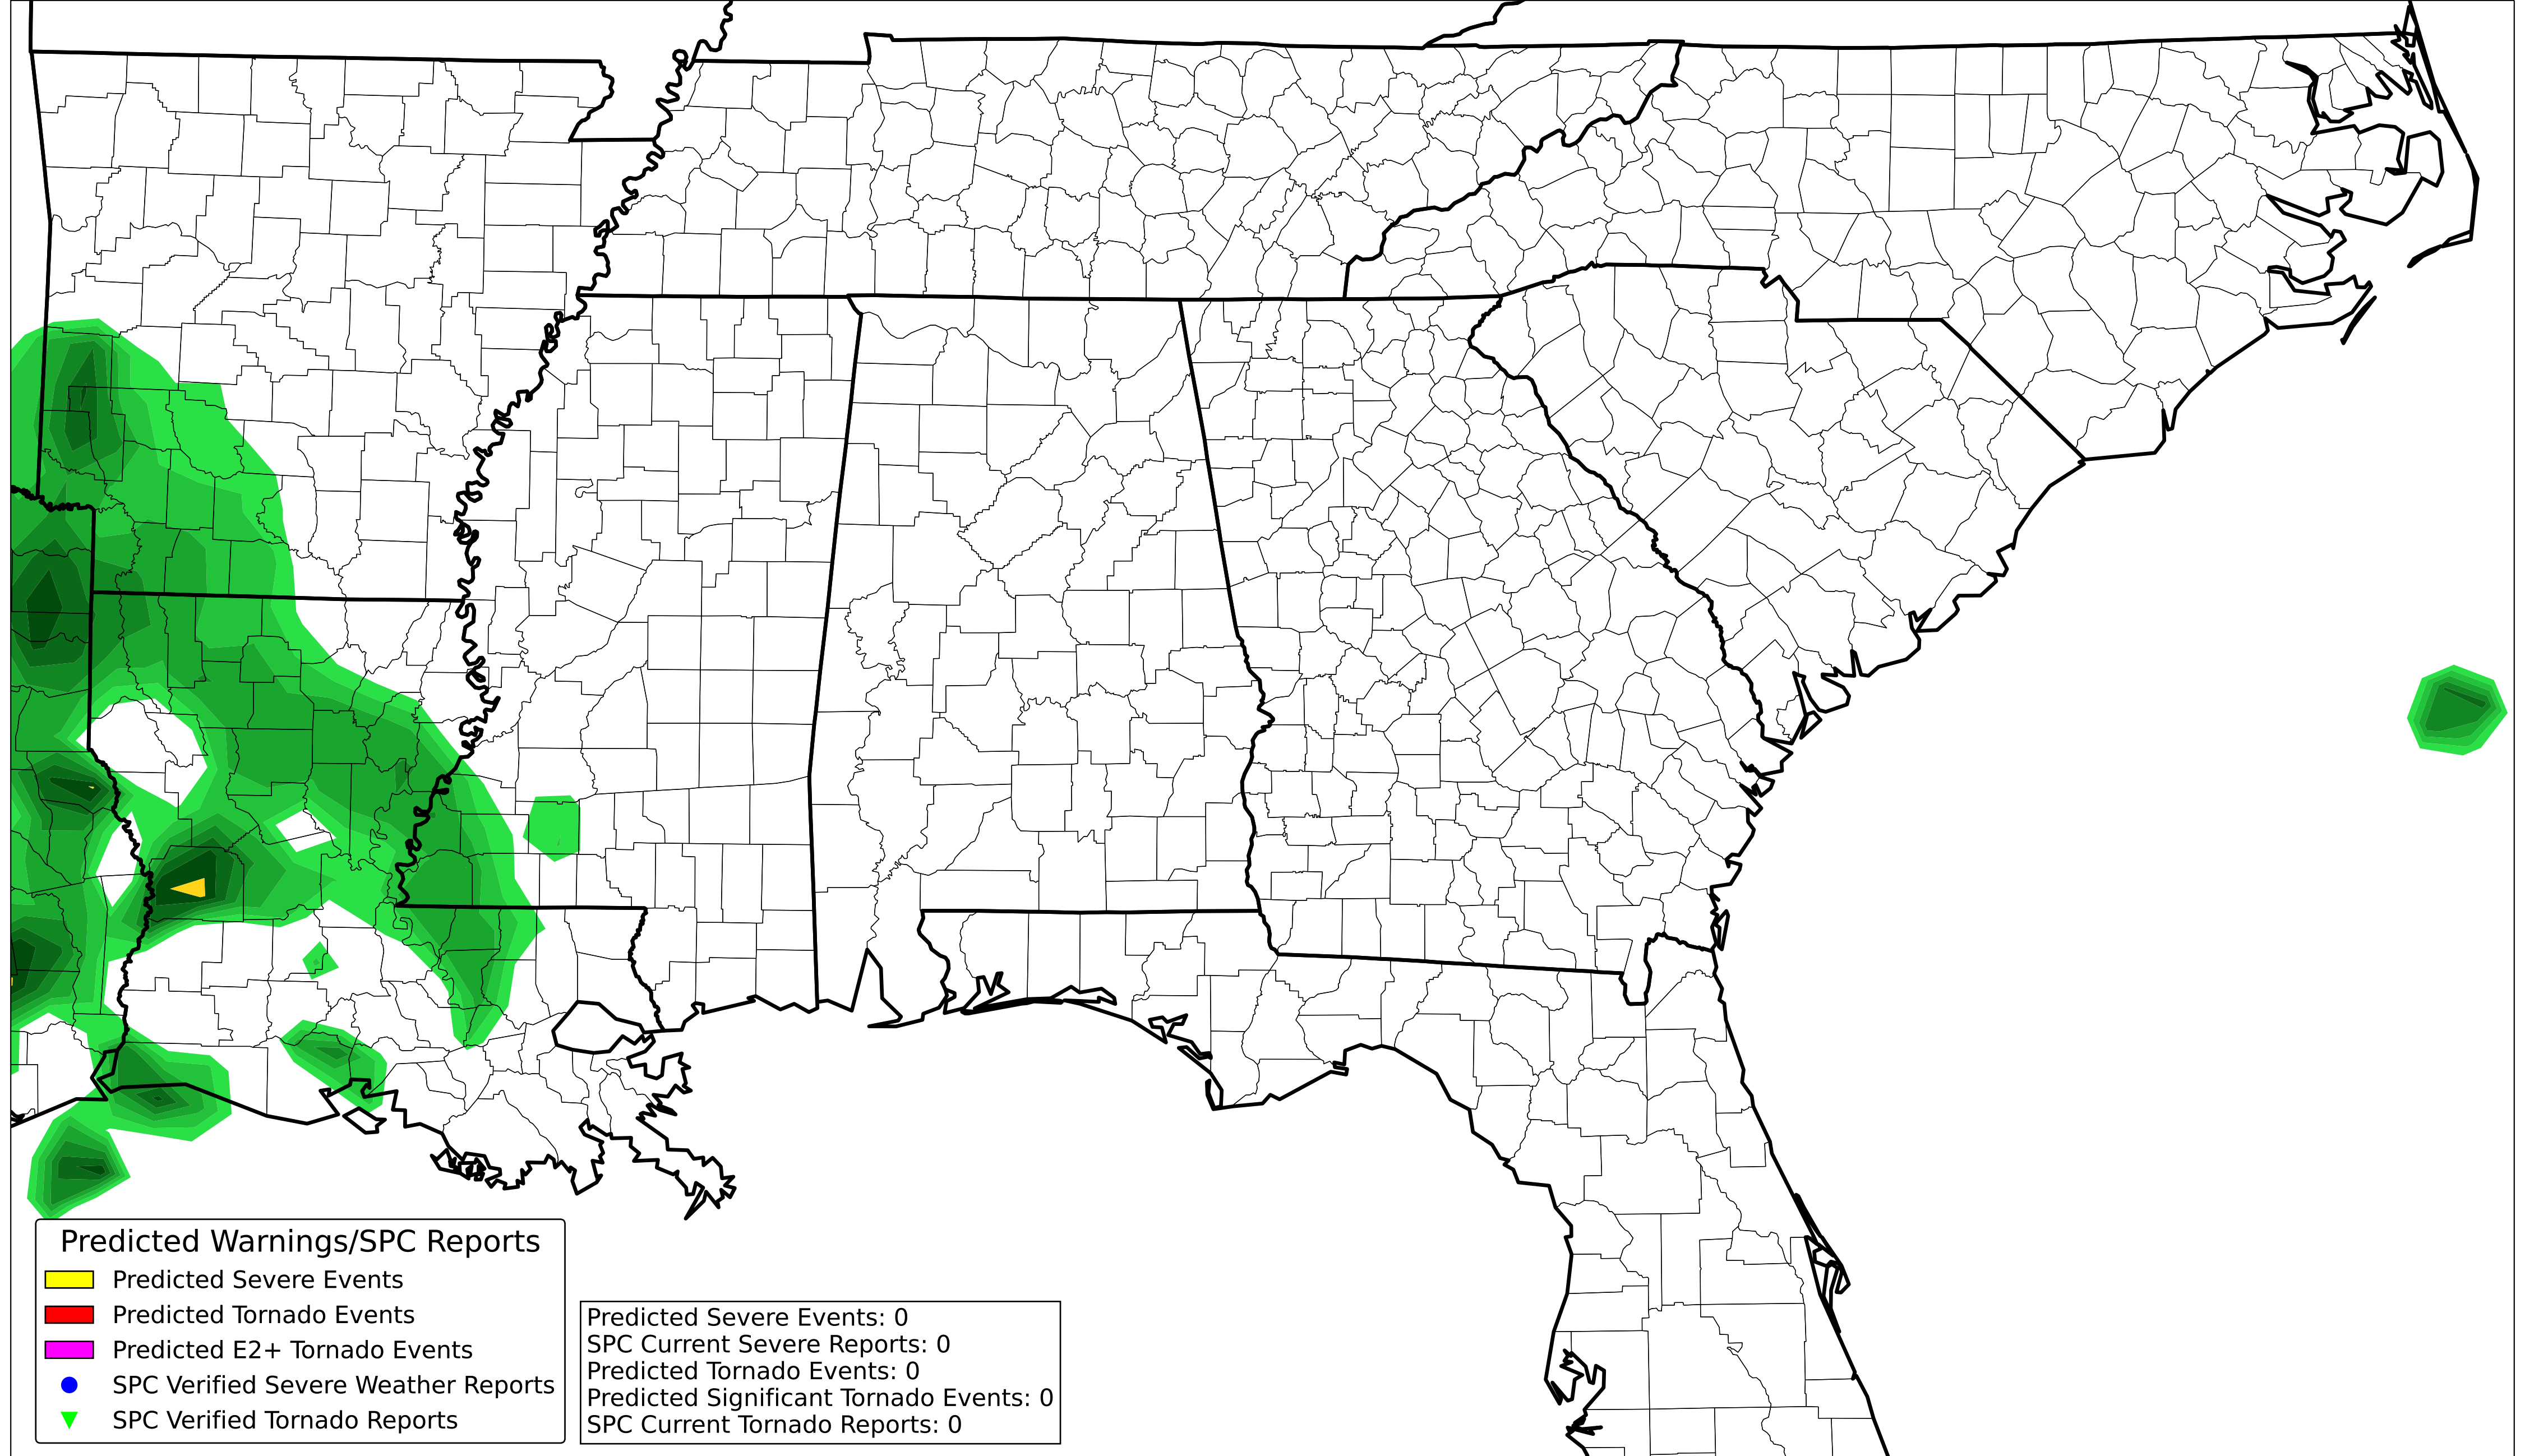 Predicted Warnings/SPC Reports
Predicted Severe Events
Predicted Tornado Events
Predicted E2+ Tornado Events
SPC Verified Severe Weather Reports
SPC Verified Tornado Reports
Predicted Severe Events: 0
SPC Current Severe Reports: 0
Predicted Tornado Events: 0
Predicted Significant Tornado Events: 0
SPC Current Tornado Reports: 0